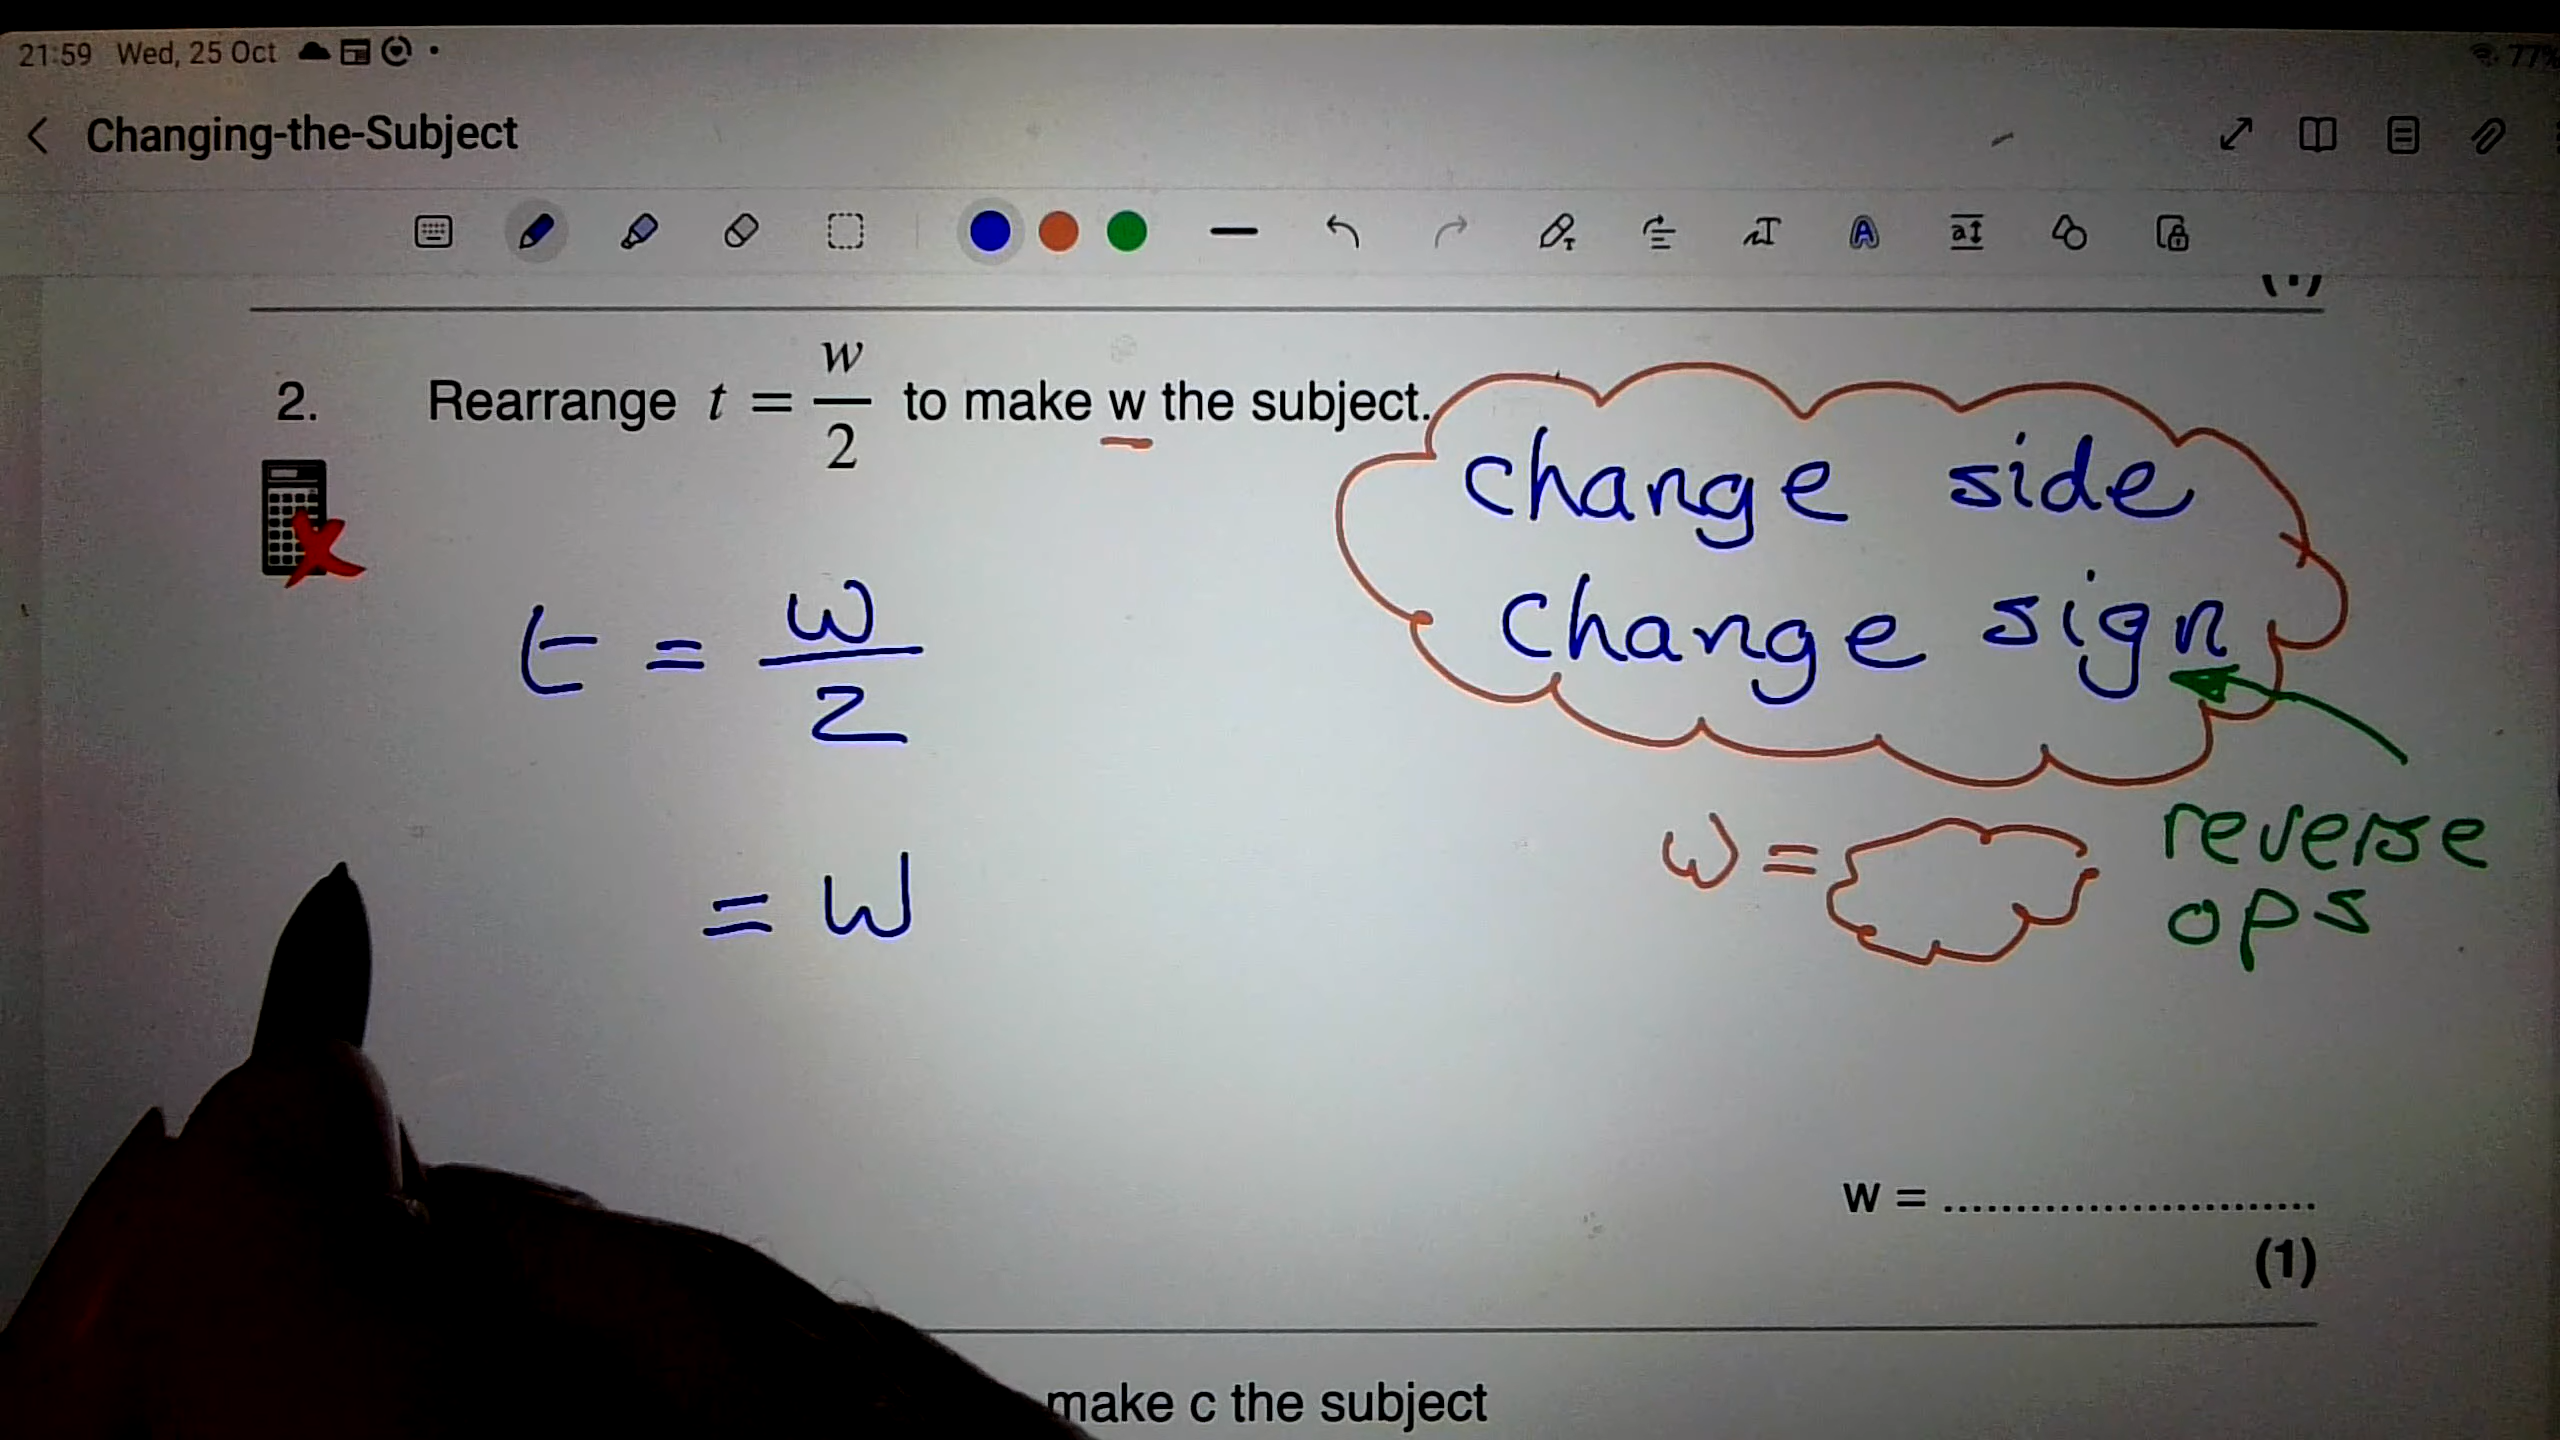 21:59 Wed, 25 Oct
77%
Changing-the-Subject
2. Rearrange t = w/2 to make w the subject.
change side
change sign
t = w/2
= w
w =
reverse
ops
w = ..........................
(1)
make c the subject